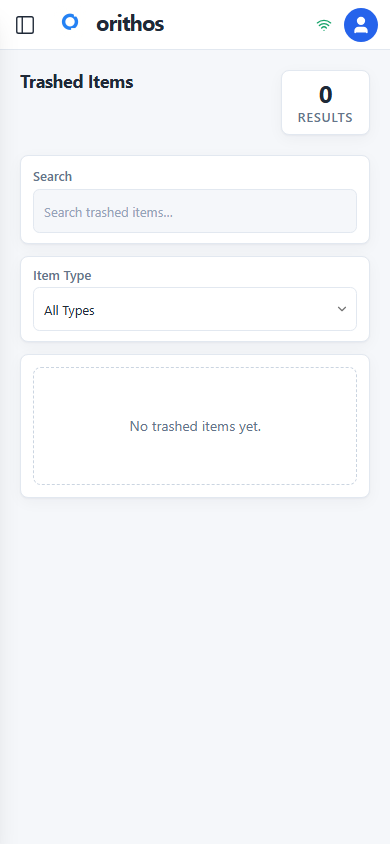 orithos
Trashed Items
0
RESULTS
Search
Search trashed items...
Item Type
All Types
No trashed items yet.